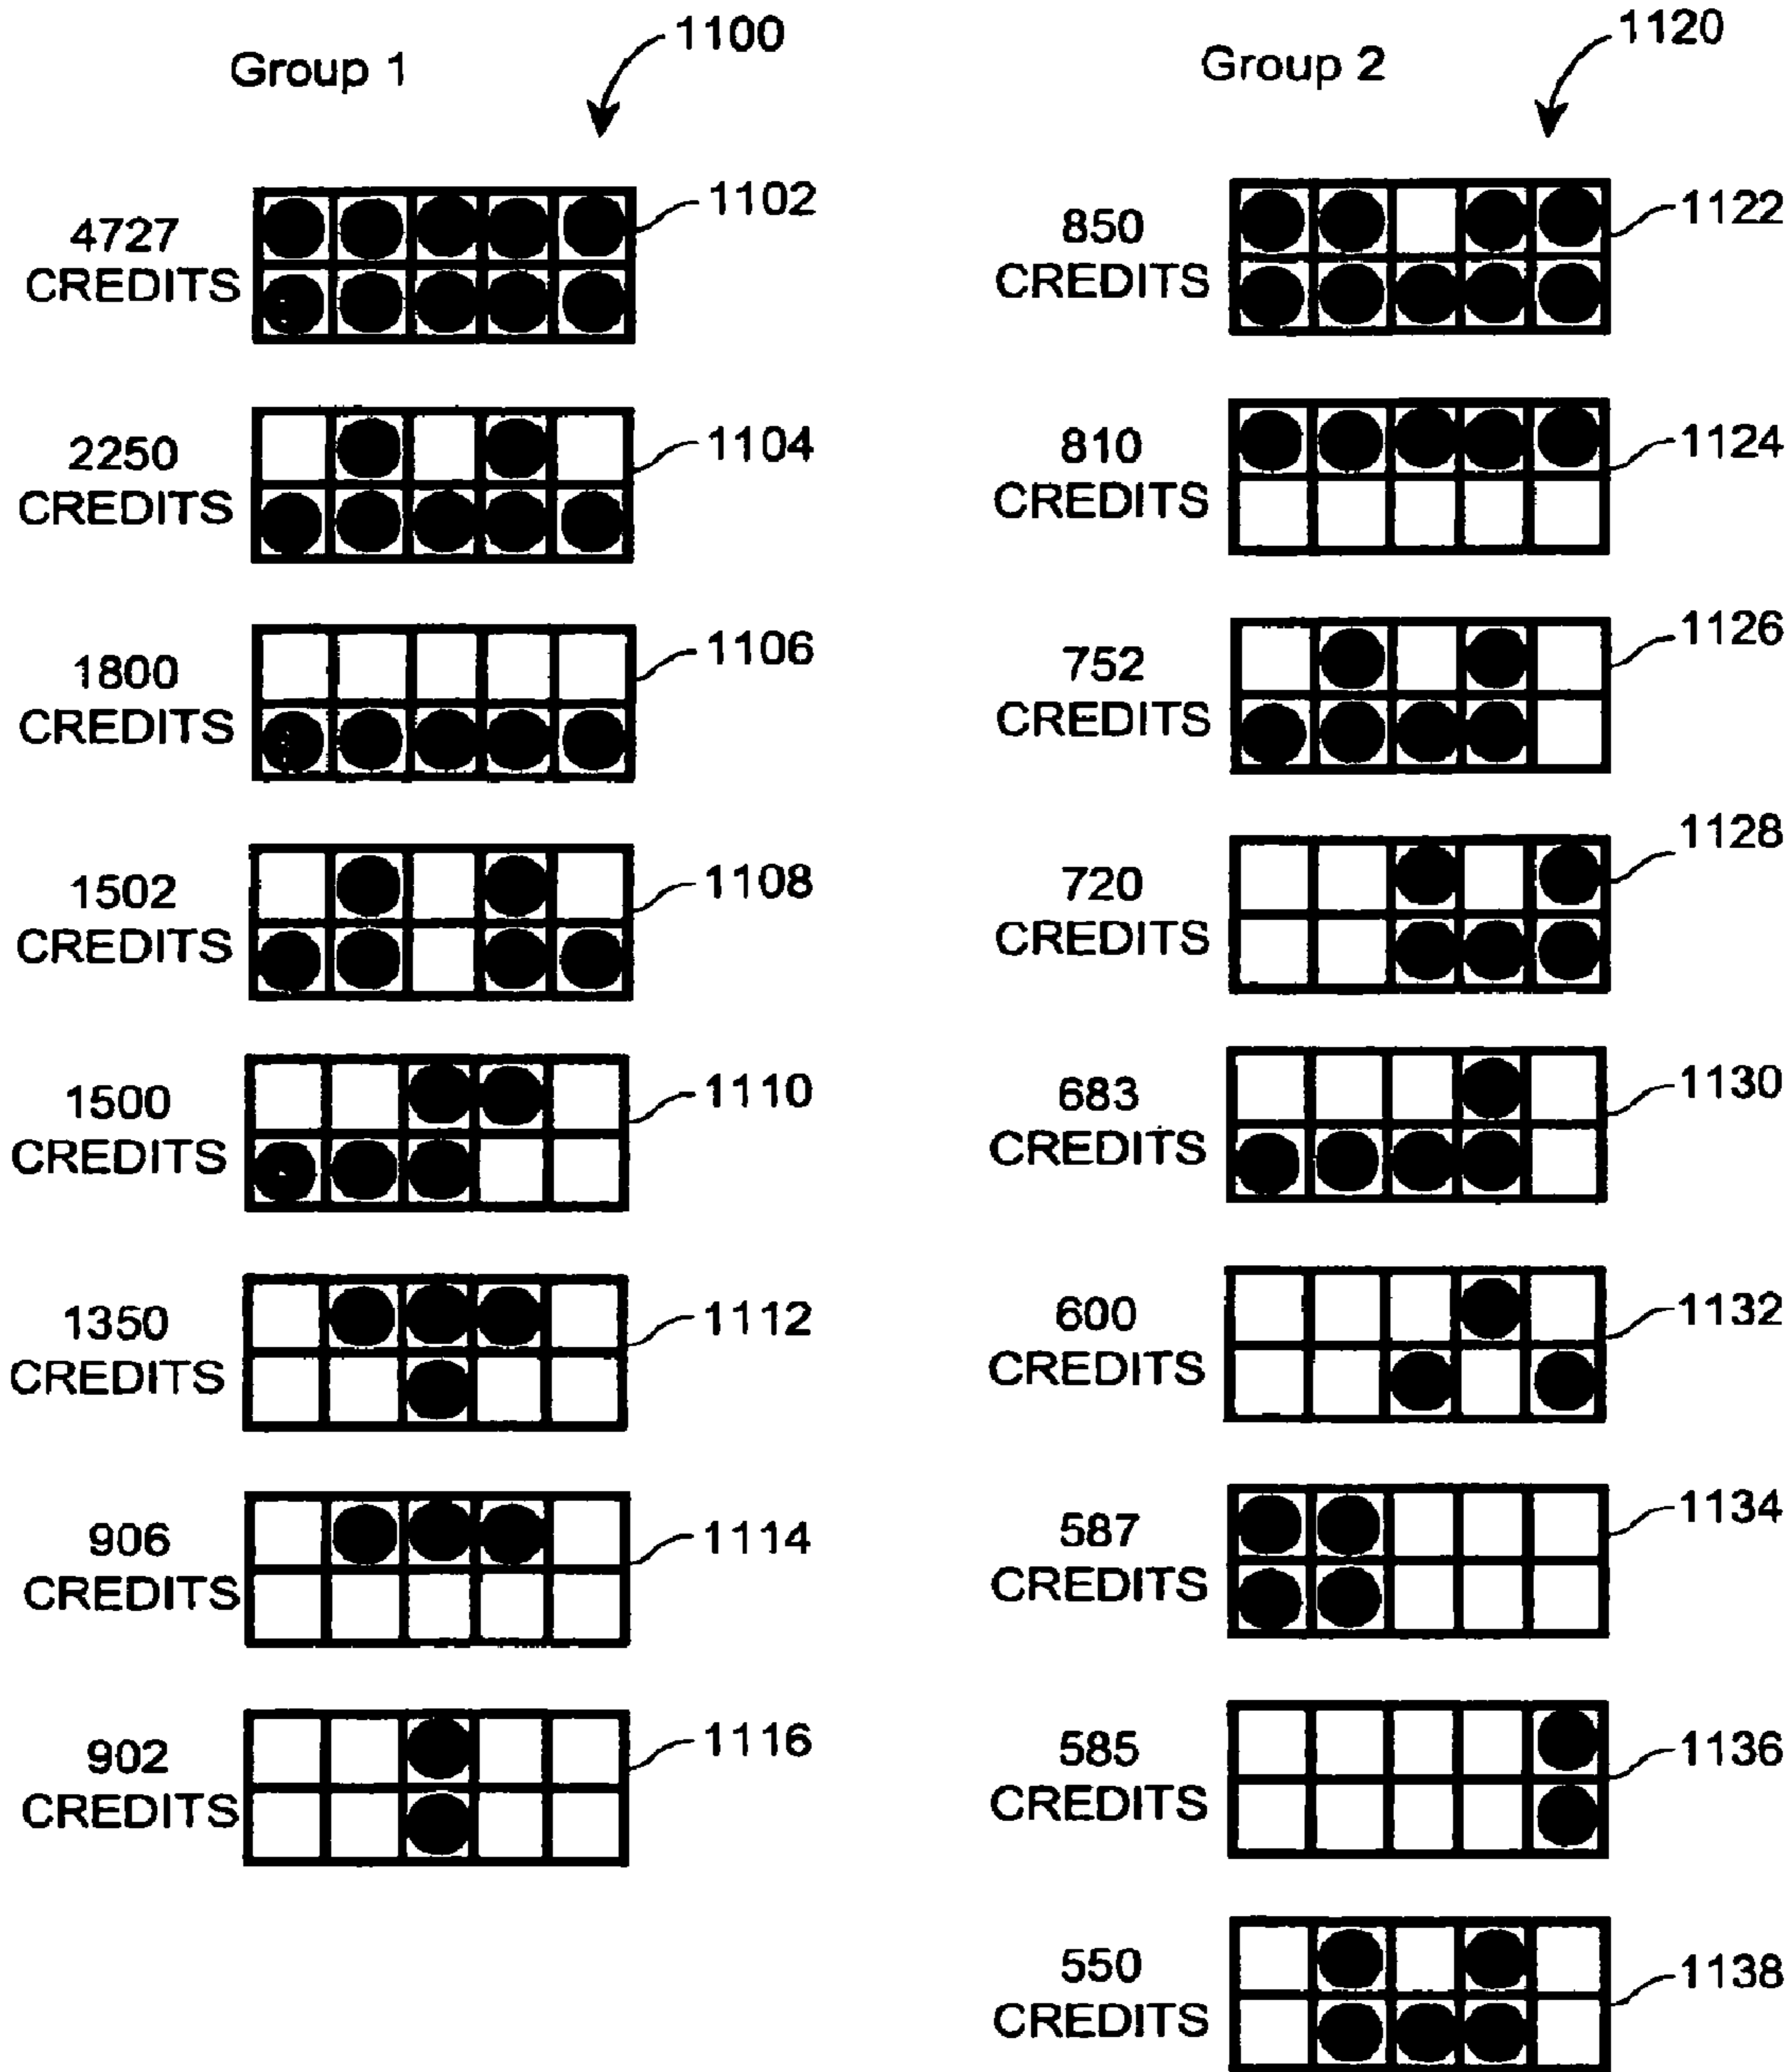 Group 1
1100
4727
CREDITS
1102
2250
CREDITS
1104
1800
CREDITS
1106
1502
CREDITS
1108
1500
CREDITS
1110
1350
CREDITS
1112
906
CREDITS
1114
902
CREDITS
1116
Group 2
1120
850
CREDITS
1122
810
CREDITS
1124
752
CREDITS
1126
720
CREDITS
1128
683
CREDITS
1130
600
CREDITS
1132
587
CREDITS
1134
585
CREDITS
1136
550
CREDITS
1138